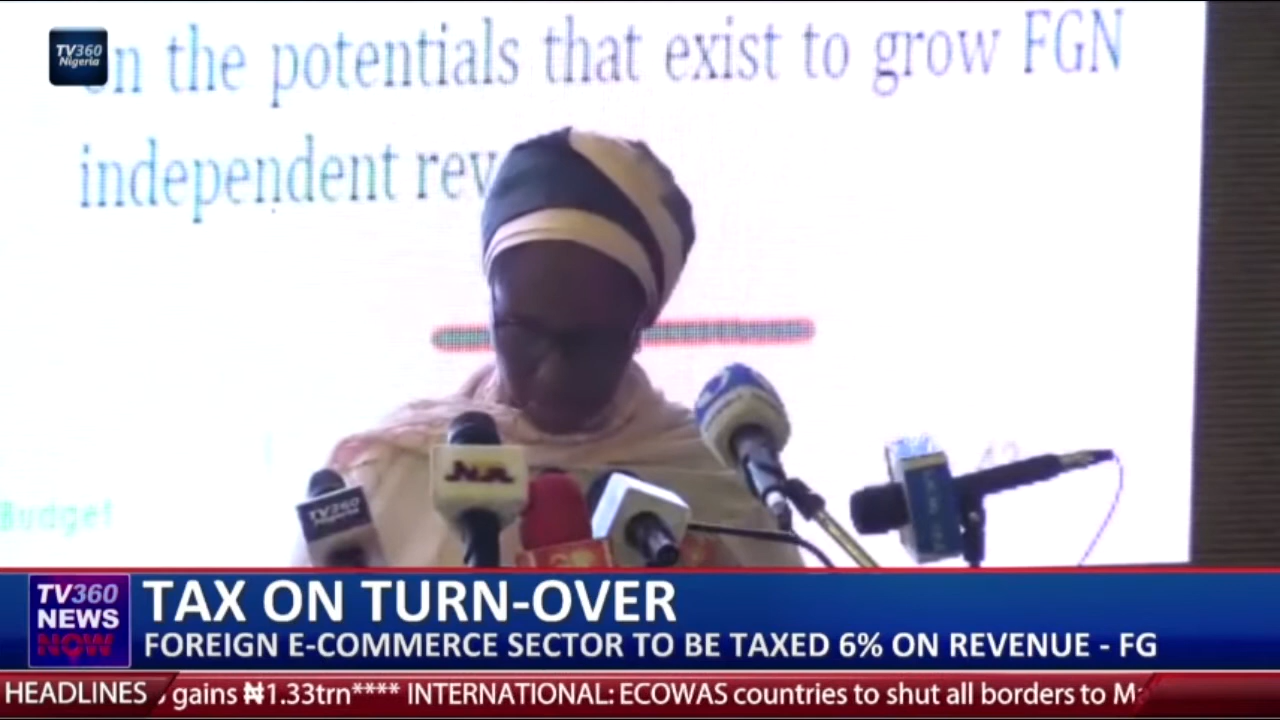 TV360
Nigeria
on the potentials that exist to grow FGN
independent rev
TV360
Nigeria
Budget
TV360
NEWS
NOW
TAX ON TURN-OVER
FOREIGN E-COMMERCE SECTOR TO BE TAXED 6% ON REVENUE - FG
HEADLINES gains ₦1.33trn**** INTERNATIONAL: ECOWAS countries to shut all borders to